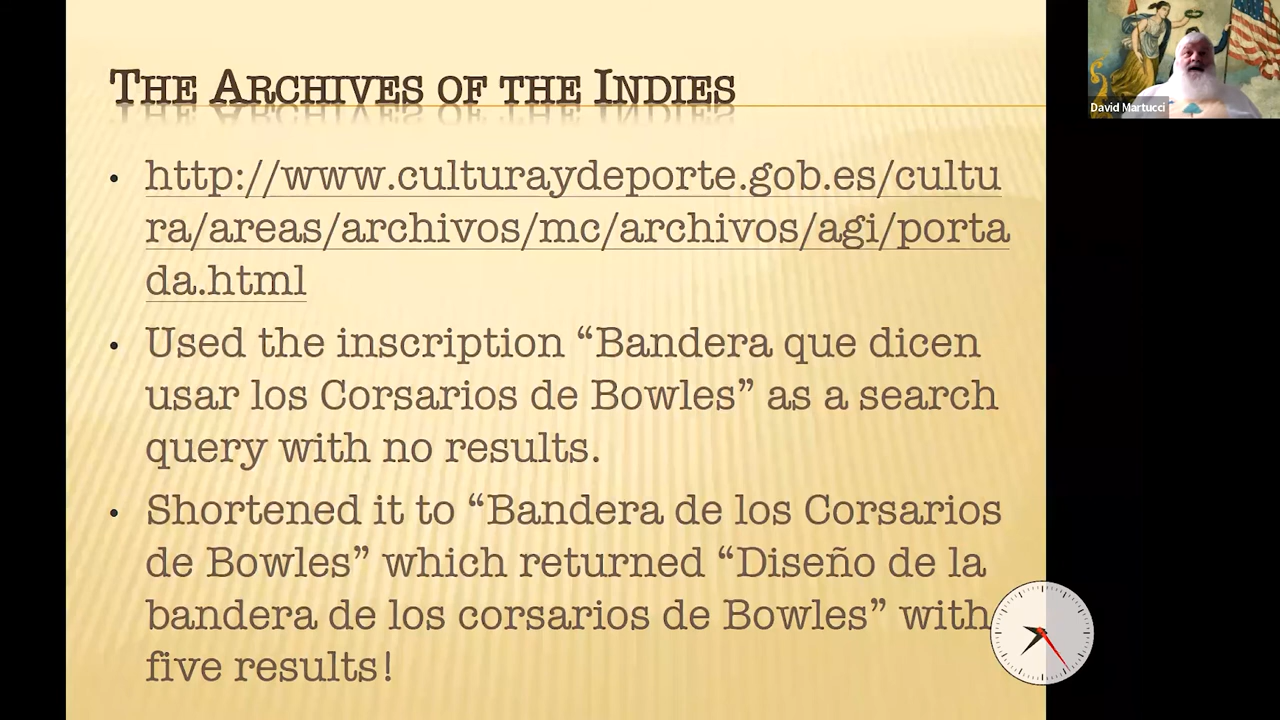 The Archives of the Indies
David Martucci
• http://www.culturaydeporte.gob.es/cultu
ra/areas/archivos/mc/archivos/agi/porta
da.html
• Used the inscription “Bandera que dicen
usar los Corsarios de Bowles” as a search
query with no results.
• Shortened it to “Bandera de los Corsarios
de Bowles” which returned “Diseño de la
bandera de los corsarios de Bowles” with
five results!